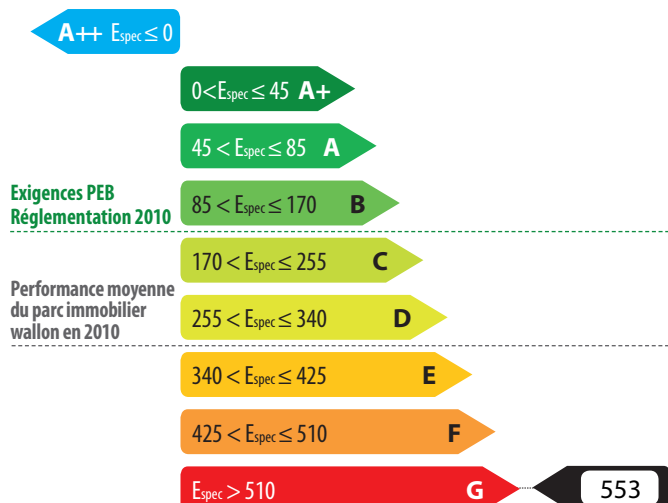 A++ Espec ≤ 0
0<Espec ≤ 45 A+
45 < Espec ≤ 85 A
Exigences PEB
Réglementation 2010
85 < Espec ≤ 170 B
170 < Espec ≤ 255 C
Performance moyenne
du parc immobilier
wallon en 2010
255 < Espec ≤ 340 D
340 < Espec ≤ 425 E
425 < Espec ≤ 510 F
Espec > 510 G 553